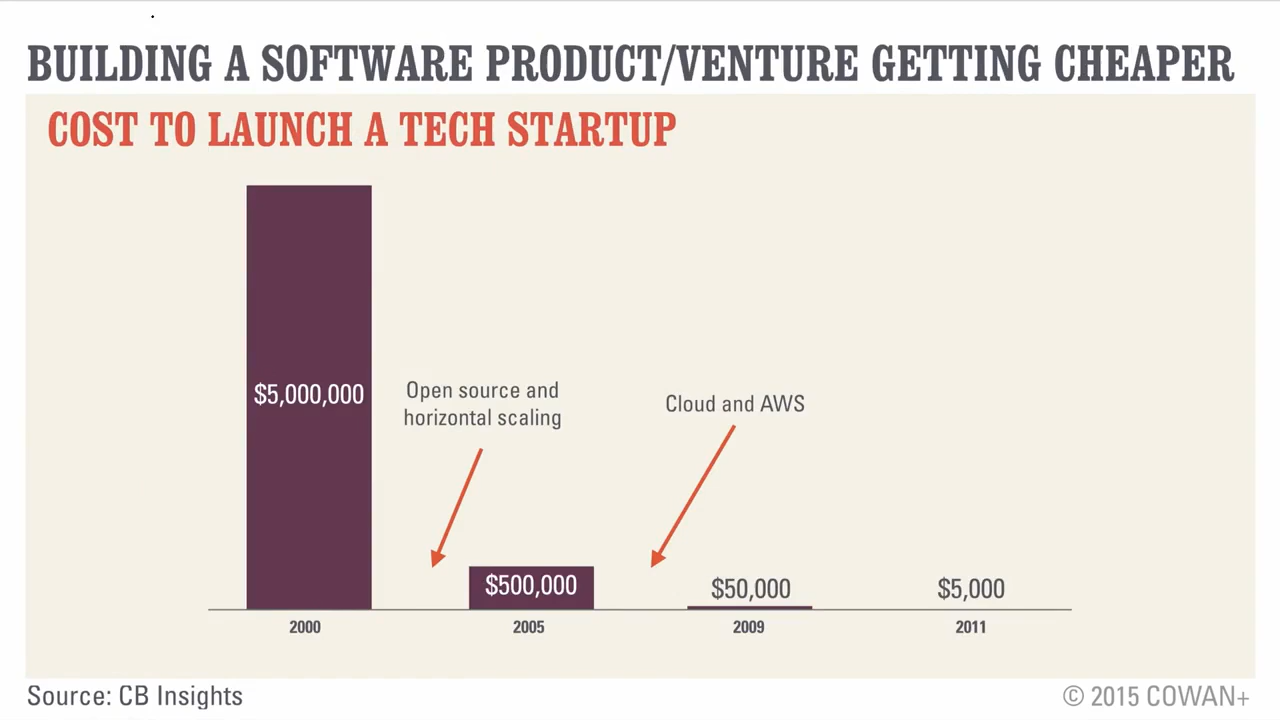 BUILDING A SOFTWARE PRODUCT/VENTURE GETTING CHEAPER
COST TO LAUNCH A TECH STARTUP
$5,000,000
Open source and
horizontal scaling
Cloud and AWS
$500,000
$50,000
$5,000
2000
2005
2009
2011
Source: CB Insights
© 2015 COWAN+